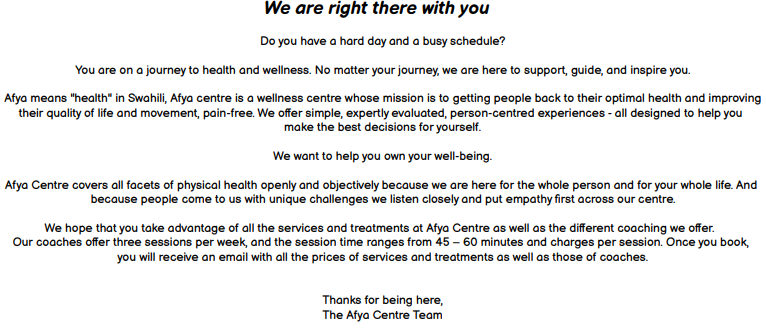 We are right there with you
Do you have a hard day and a busy schedule?
You are on a journey to health and wellness. No matter your journey, we are here to support, guide, and inspire you.
Afya means "health" in Swahili, Afya centre is a wellness centre whose mission is to getting people back to their optimal health and improving
their quality of life and movement, pain-free. We offer simple, expertly evaluated, person-centred experiences - all designed to help you
make the best decisions for yourself.
We want to help you own your well-being.
Afya Centre covers all facets of physical health openly and objectively because we are here for the whole person and for your whole life. And
because people come to us with unique challenges we listen closely and put empathy first across our centre.
We hope that you take advantage of all the services and treatments at Afya Centre as well as the different coaching we offer.
Our coaches offer three sessions per week, and the session time ranges from 45 – 60 minutes and charges per session. Once you book,
you will receive an email with all the prices of services and treatments as well as those of coaches.
Thanks for being here,
The Afya Centre Team